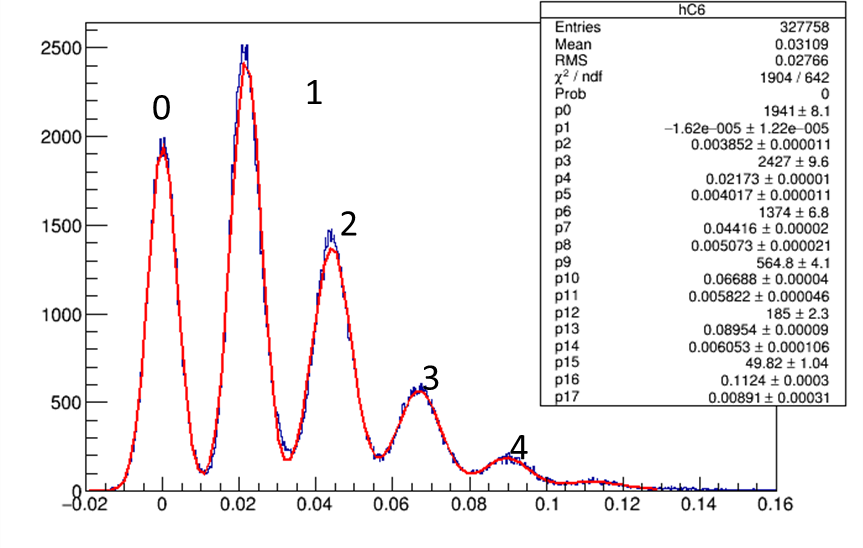 hC6
Entries 327758
Mean 0.03109
RMS 0.02766
χ² / ndf 1904 / 642
Prob 0
p0 1941 ± 8.1
p1 −1.62e−005 ± 1.22e−005
p2 0.003852 ± 0.000011
p3 2427 ± 9.6
p4 0.02173 ± 0.00001
p5 0.004017 ± 0.000011
p6 1374 ± 6.8
p7 0.04416 ± 0.00002
p8 0.005073 ± 0.000021
p9 564.8 ± 4.1
p10 0.06688 ± 0.00004
p11 0.005822 ± 0.000046
p12 185 ± 2.3
p13 0.08954 ± 0.00009
p14 0.006053 ± 0.000106
p15 49.82 ± 1.04
p16 0.1124 ± 0.0003
p17 0.00891 ± 0.00031
2500
2000
1500
1000
500
0
0
1
2
3
4
−0.02 0 0.02 0.04 0.06 0.08 0.1 0.12 0.14 0.16